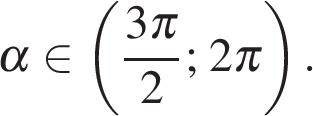 α ∈ (3π/2; 2π).